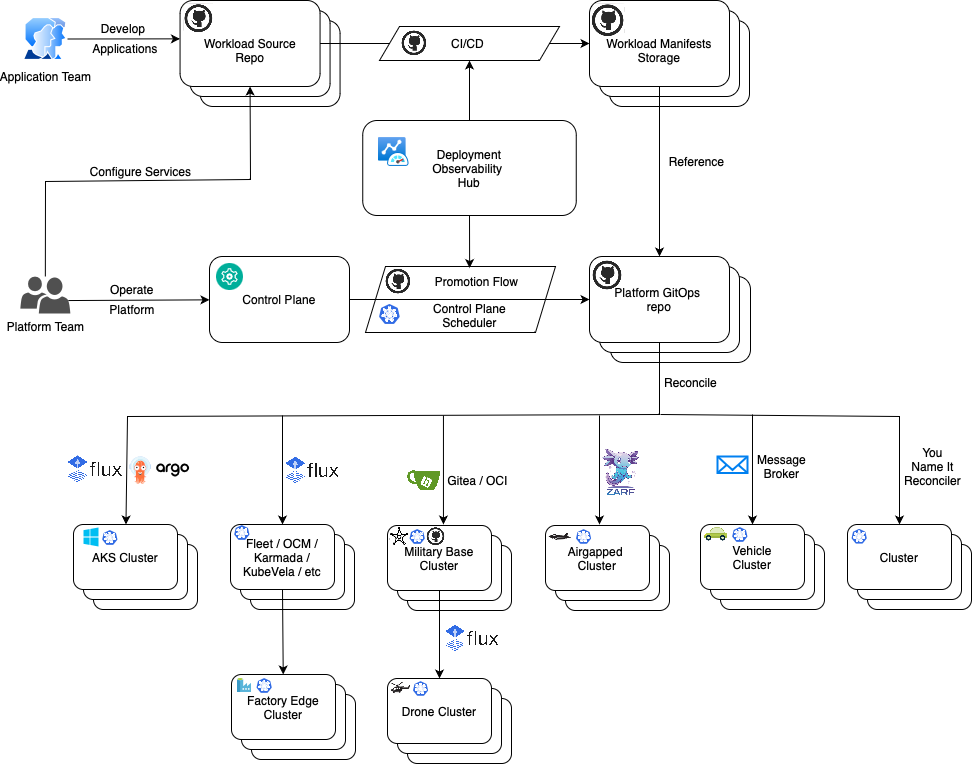 Develop
Applications
Application Team
Workload Source
Repo
CI/CD
Workload Manifests
Storage
Deployment
Observability
Hub
Configure Services
Reference
Platform Team
Operate
Platform
Control Plane
Promotion Flow
Control Plane
Scheduler
Platform GitOps
repo
Reconcile
flux
argo
flux
Gitea / OCI
ZARF
Message
Broker
You
Name It
Reconciler
AKS Cluster
Fleet / OCM /
Karmada /
KubeVela / etc
Military Base
Cluster
Airgapped
Cluster
Vehicle
Cluster
Cluster
flux
Factory Edge
Cluster
Drone Cluster